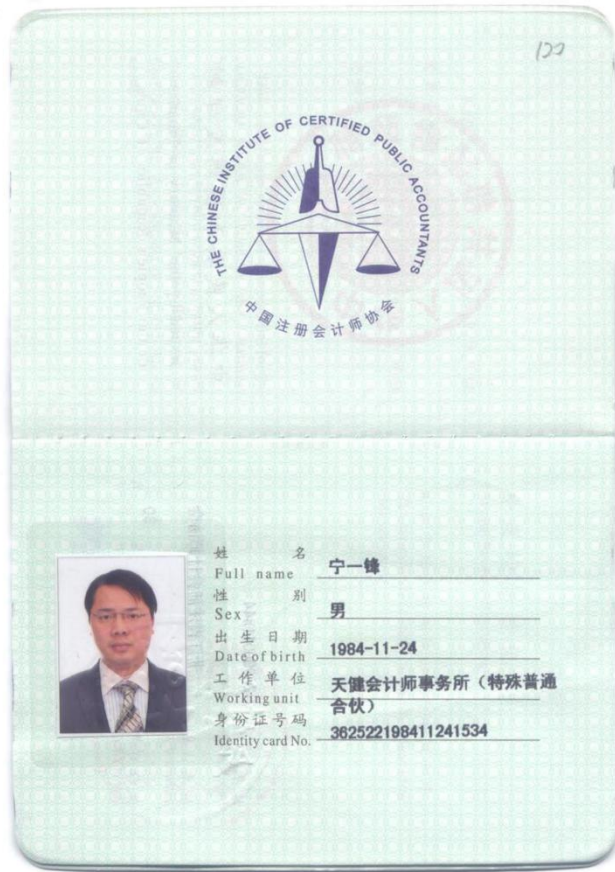 THE CHINESE INSTITUTE OF CERTIFIED PUBLIC ACCOUNTANTS
中国注册会计师协会
姓 名 宁一锋
Full name
性 别 男
Sex
出生日期 1984-11-24
Date of birth
工作单位 天健会计师事务所（特殊普通
Working unit 合伙）
身份证号码 362522198411241534
Identity card No.